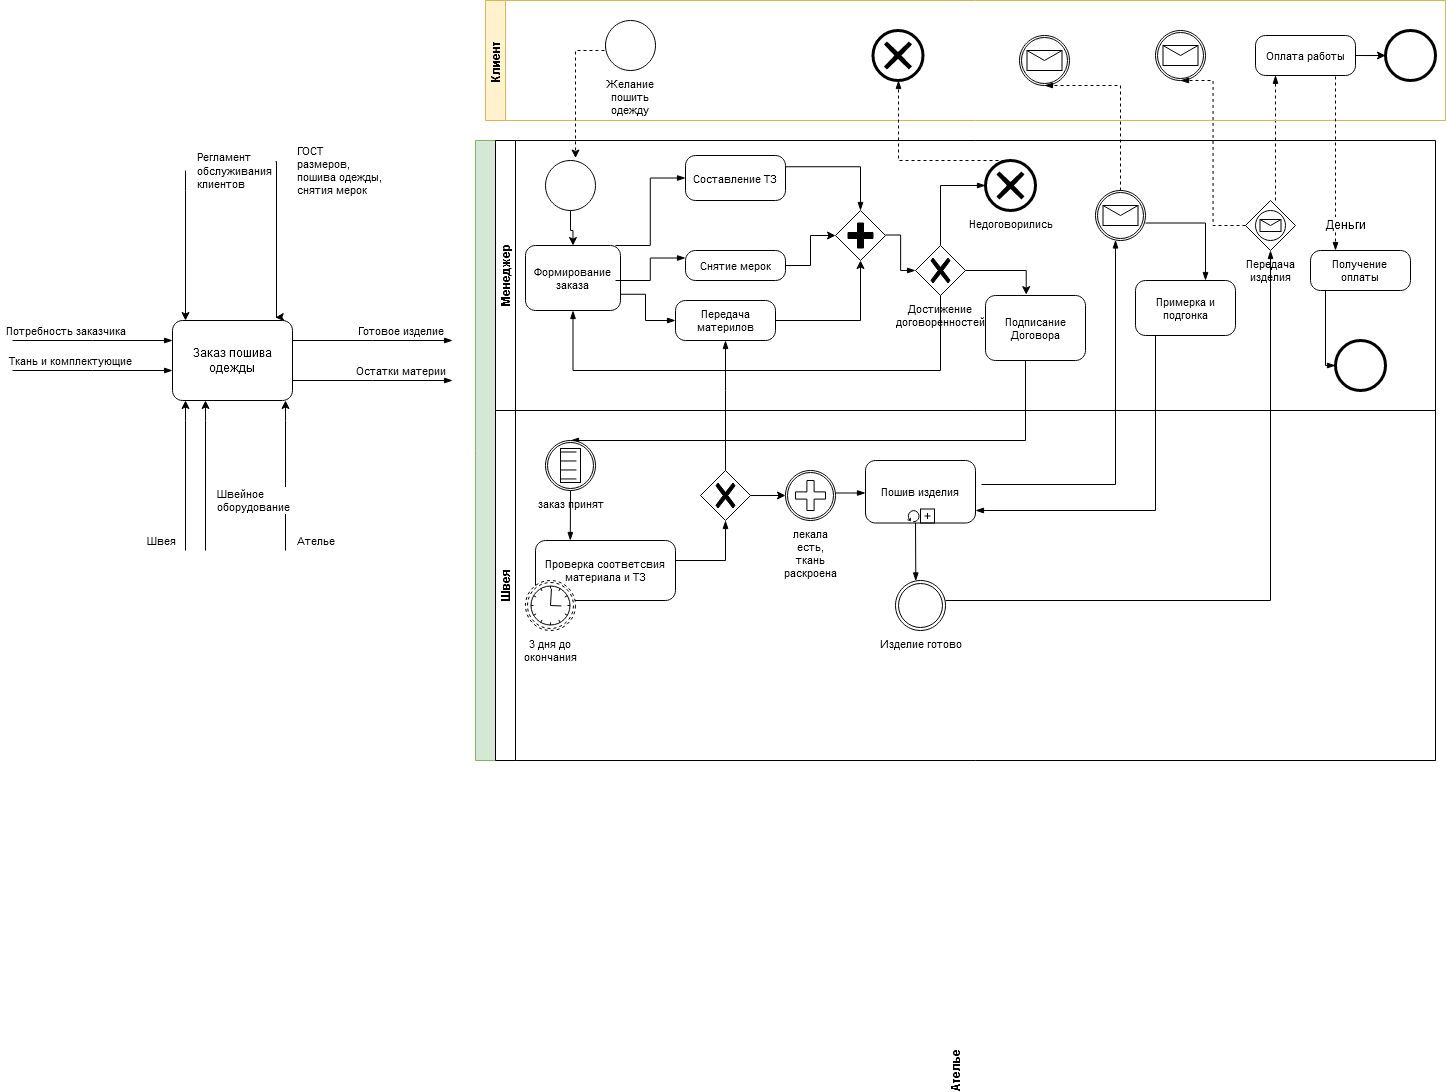 Клиент
Желание
пошить
одежду
Оплата работы
Регламент
обслуживания
клиентов
ГОСТ
размеров,
пошива одежды,
снятия мерок
Потребность заказчика
Ткань и комплектующие
Заказ пошива
одежды
Готовое изделие
Остатки материи
Швейное
оборудование
Швея
Ателье
Менеджер
Формирование
заказа
Составление ТЗ
Снятие мерок
Передача
материлов
Достижение
договоренностей
Недоговорились
Подписание
Договора
Примерка и
подгонка
Передача
изделия
Деньги
Получение
оплаты
Швея
заказ принят
Проверка соответсвия
материала и ТЗ
3 дня до
окончания
лекала
есть,
ткань
раскроена
Пошив изделия
Изделие готово
Ателье